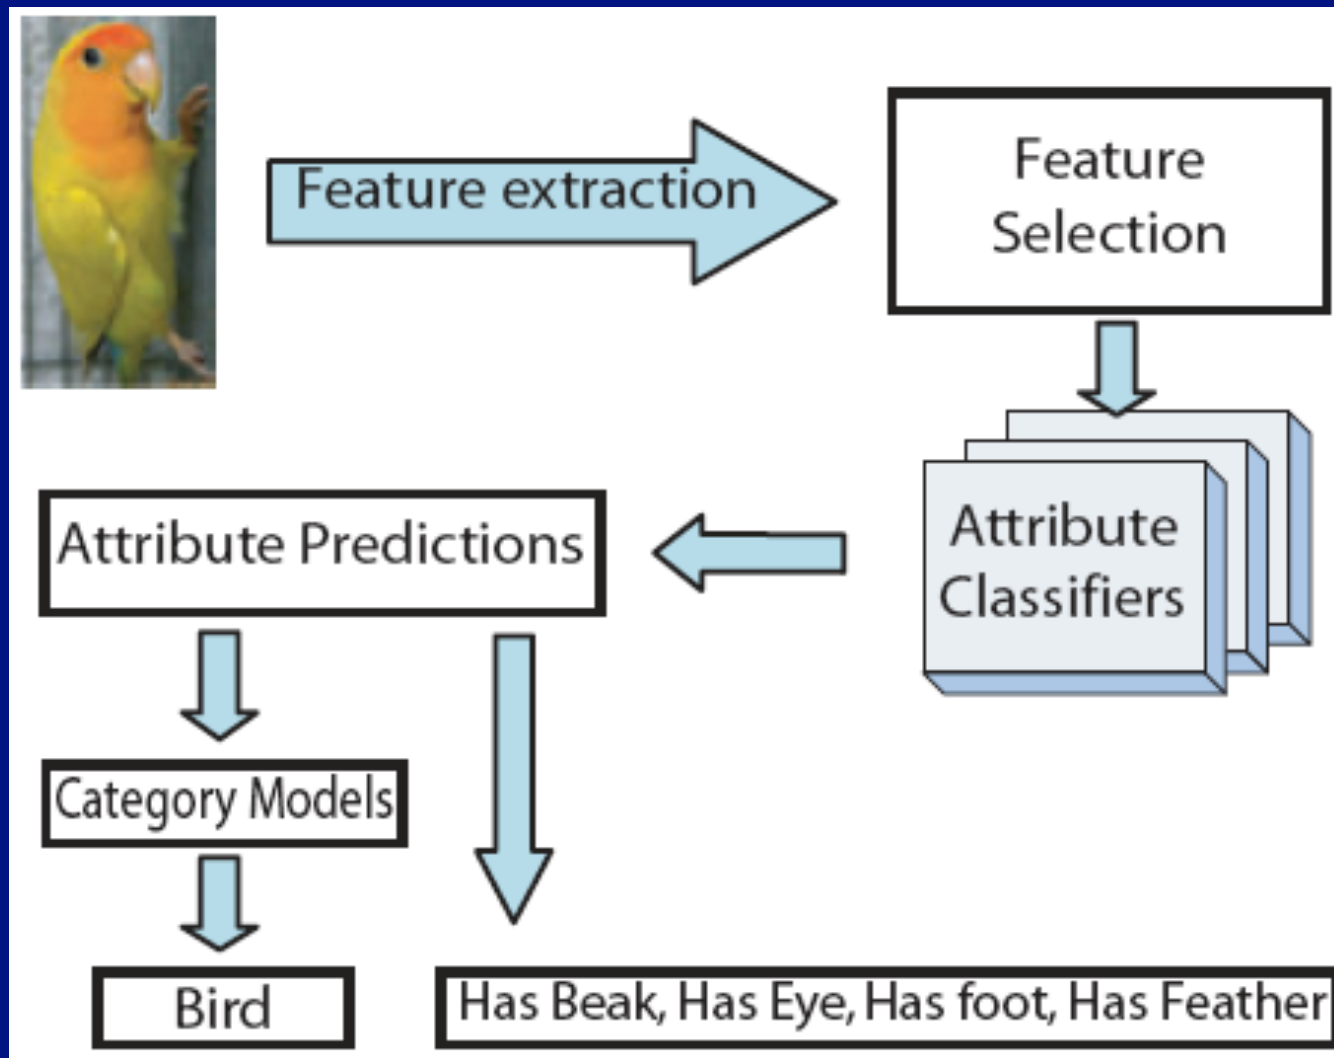 Feature extraction
Feature
Selection
Attribute
Classifiers
Attribute Predictions
Category Models
Bird
Has Beak, Has Eye, Has foot, Has Feather